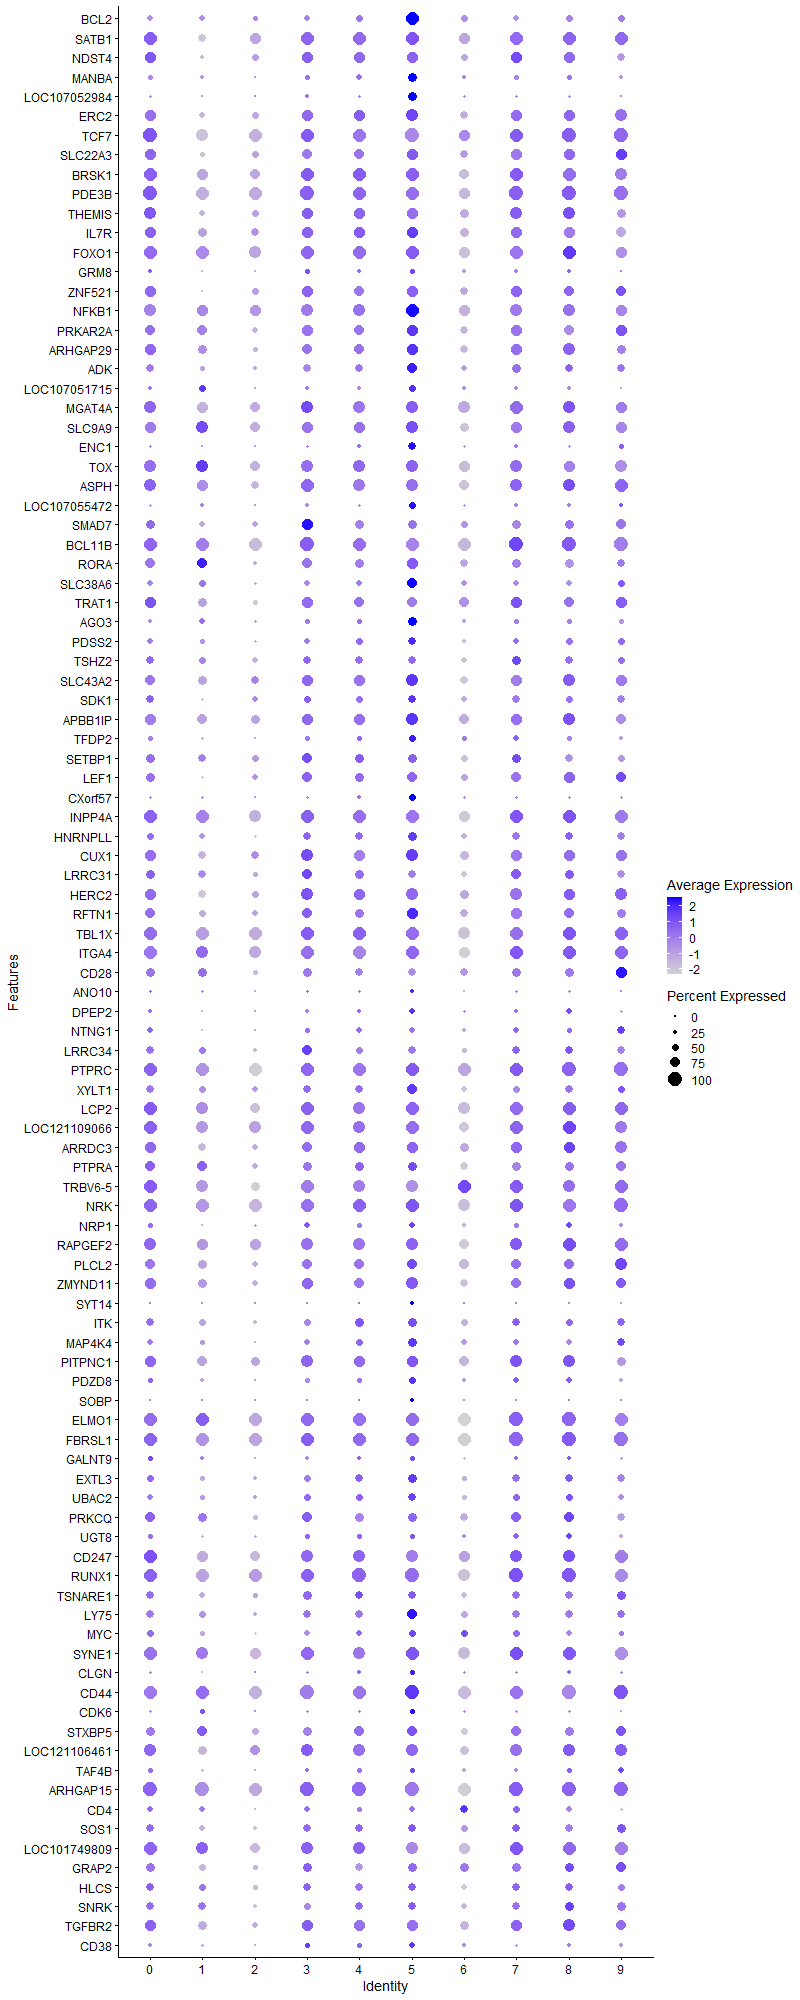 BCL2
SATB1
NDST4
MANBA
LOC107052984
ERC2
TCF7
SLC22A3
BRSK1
PDE3B
THEMIS
IL7R
FOXO1
GRM8
ZNF521
NFKB1
PRKAR2A
ARHGAP29
ADK
LOC107051715
MGAT4A
SLC9A9
ENC1
TOX
ASPH
LOC107055472
SMAD7
BCL11B
RORA
SLC38A6
TRAT1
AGO3
PDSS2
TSHZ2
SLC43A2
SDK1
APBB1IP
TFDP2
SETBP1
LEF1
CXorf57
INPP4A
HNRNPLL
CUX1
LRRC31
HERC2
RFTN1
TBL1X
ITGA4
CD28
ANO10
DPEP2
NTNG1
LRRC34
PTPRC
XYLT1
LCP2
LOC121109066
ARRDC3
PTPRA
TRBV6-5
NRK
NRP1
RAPGEF2
PLCL2
ZMYND11
SYT14
ITK
MAP4K4
PITPNC1
PDZD8
SOBP
ELMO1
FBRSL1
GALNT9
EXTL3
UBAC2
PRKCQ
UGT8
CD247
RUNX1
TSNARE1
LY75
MYC
SYNE1
CLGN
CD44
CDK6
STXBP5
LOC121106461
TAF4B
ARHGAP15
CD4
SOS1
LOC101749809
GRAP2
HLCS
SNRK
TGFBR2
CD38
Features
0 1 2 3 4 5 6 7 8 9
Identity
Average Expression
2
1
0
-1
-2
Percent Expressed
0
25
50
75
100